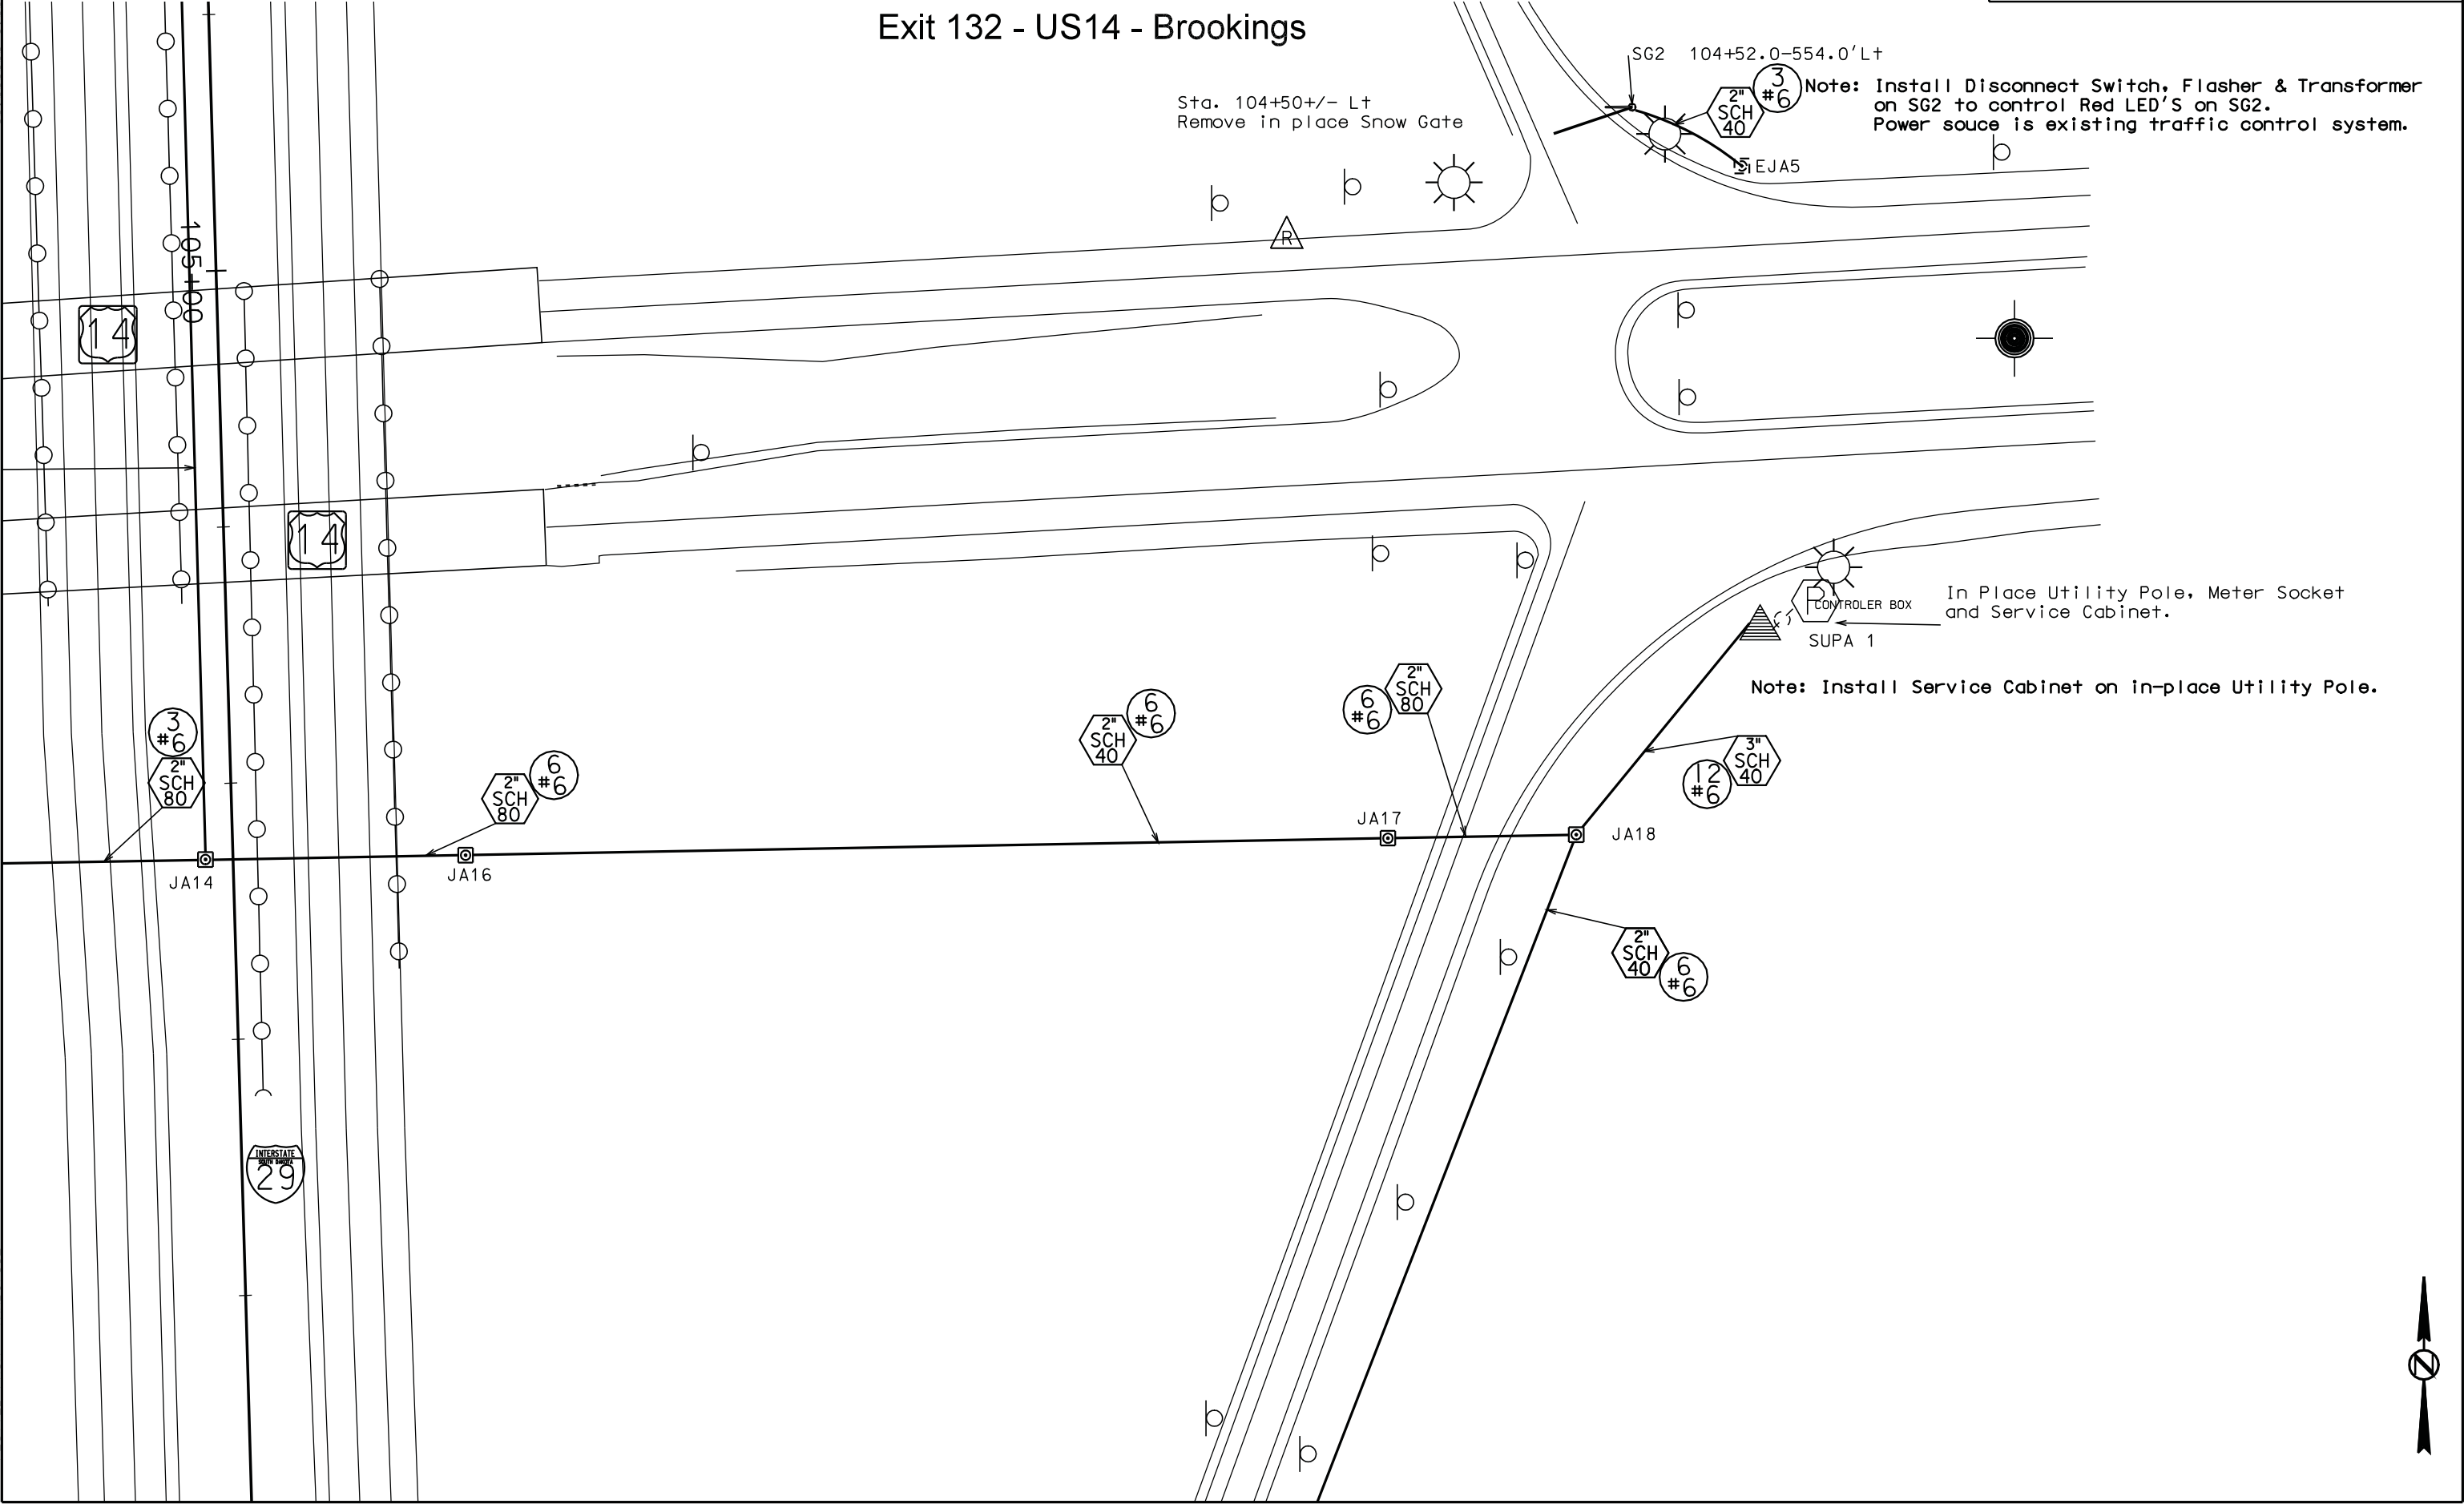 Exit 132 - US14 - Brookings
SG2 104+52.0-554.0'Lt
3
#6
2"
SCH
40
Note: Install Disconnect Switch, Flasher & Transformer
on SG2 to control Red LED'S on SG2.
Power souce is existing traffic control system.
Sta. 104+50+/- Lt
Remove in place Snow Gate
EJA5
R
105+00
14
14
P
CONTROLER BOX
In Place Utility Pole, Meter Socket
and Service Cabinet.
SUPA 1
Note: Install Service Cabinet on in-place Utility Pole.
3
#6
2"
SCH
80
6
#6
2"
SCH
80
6
#6
2"
SCH
40
6
#6
2"
SCH
80
3"
SCH
40
12
#6
JA14
JA16
JA17
JA18
2"
SCH
40
6
#6
INTERSTATE
SOUTH DAKOTA
29
N